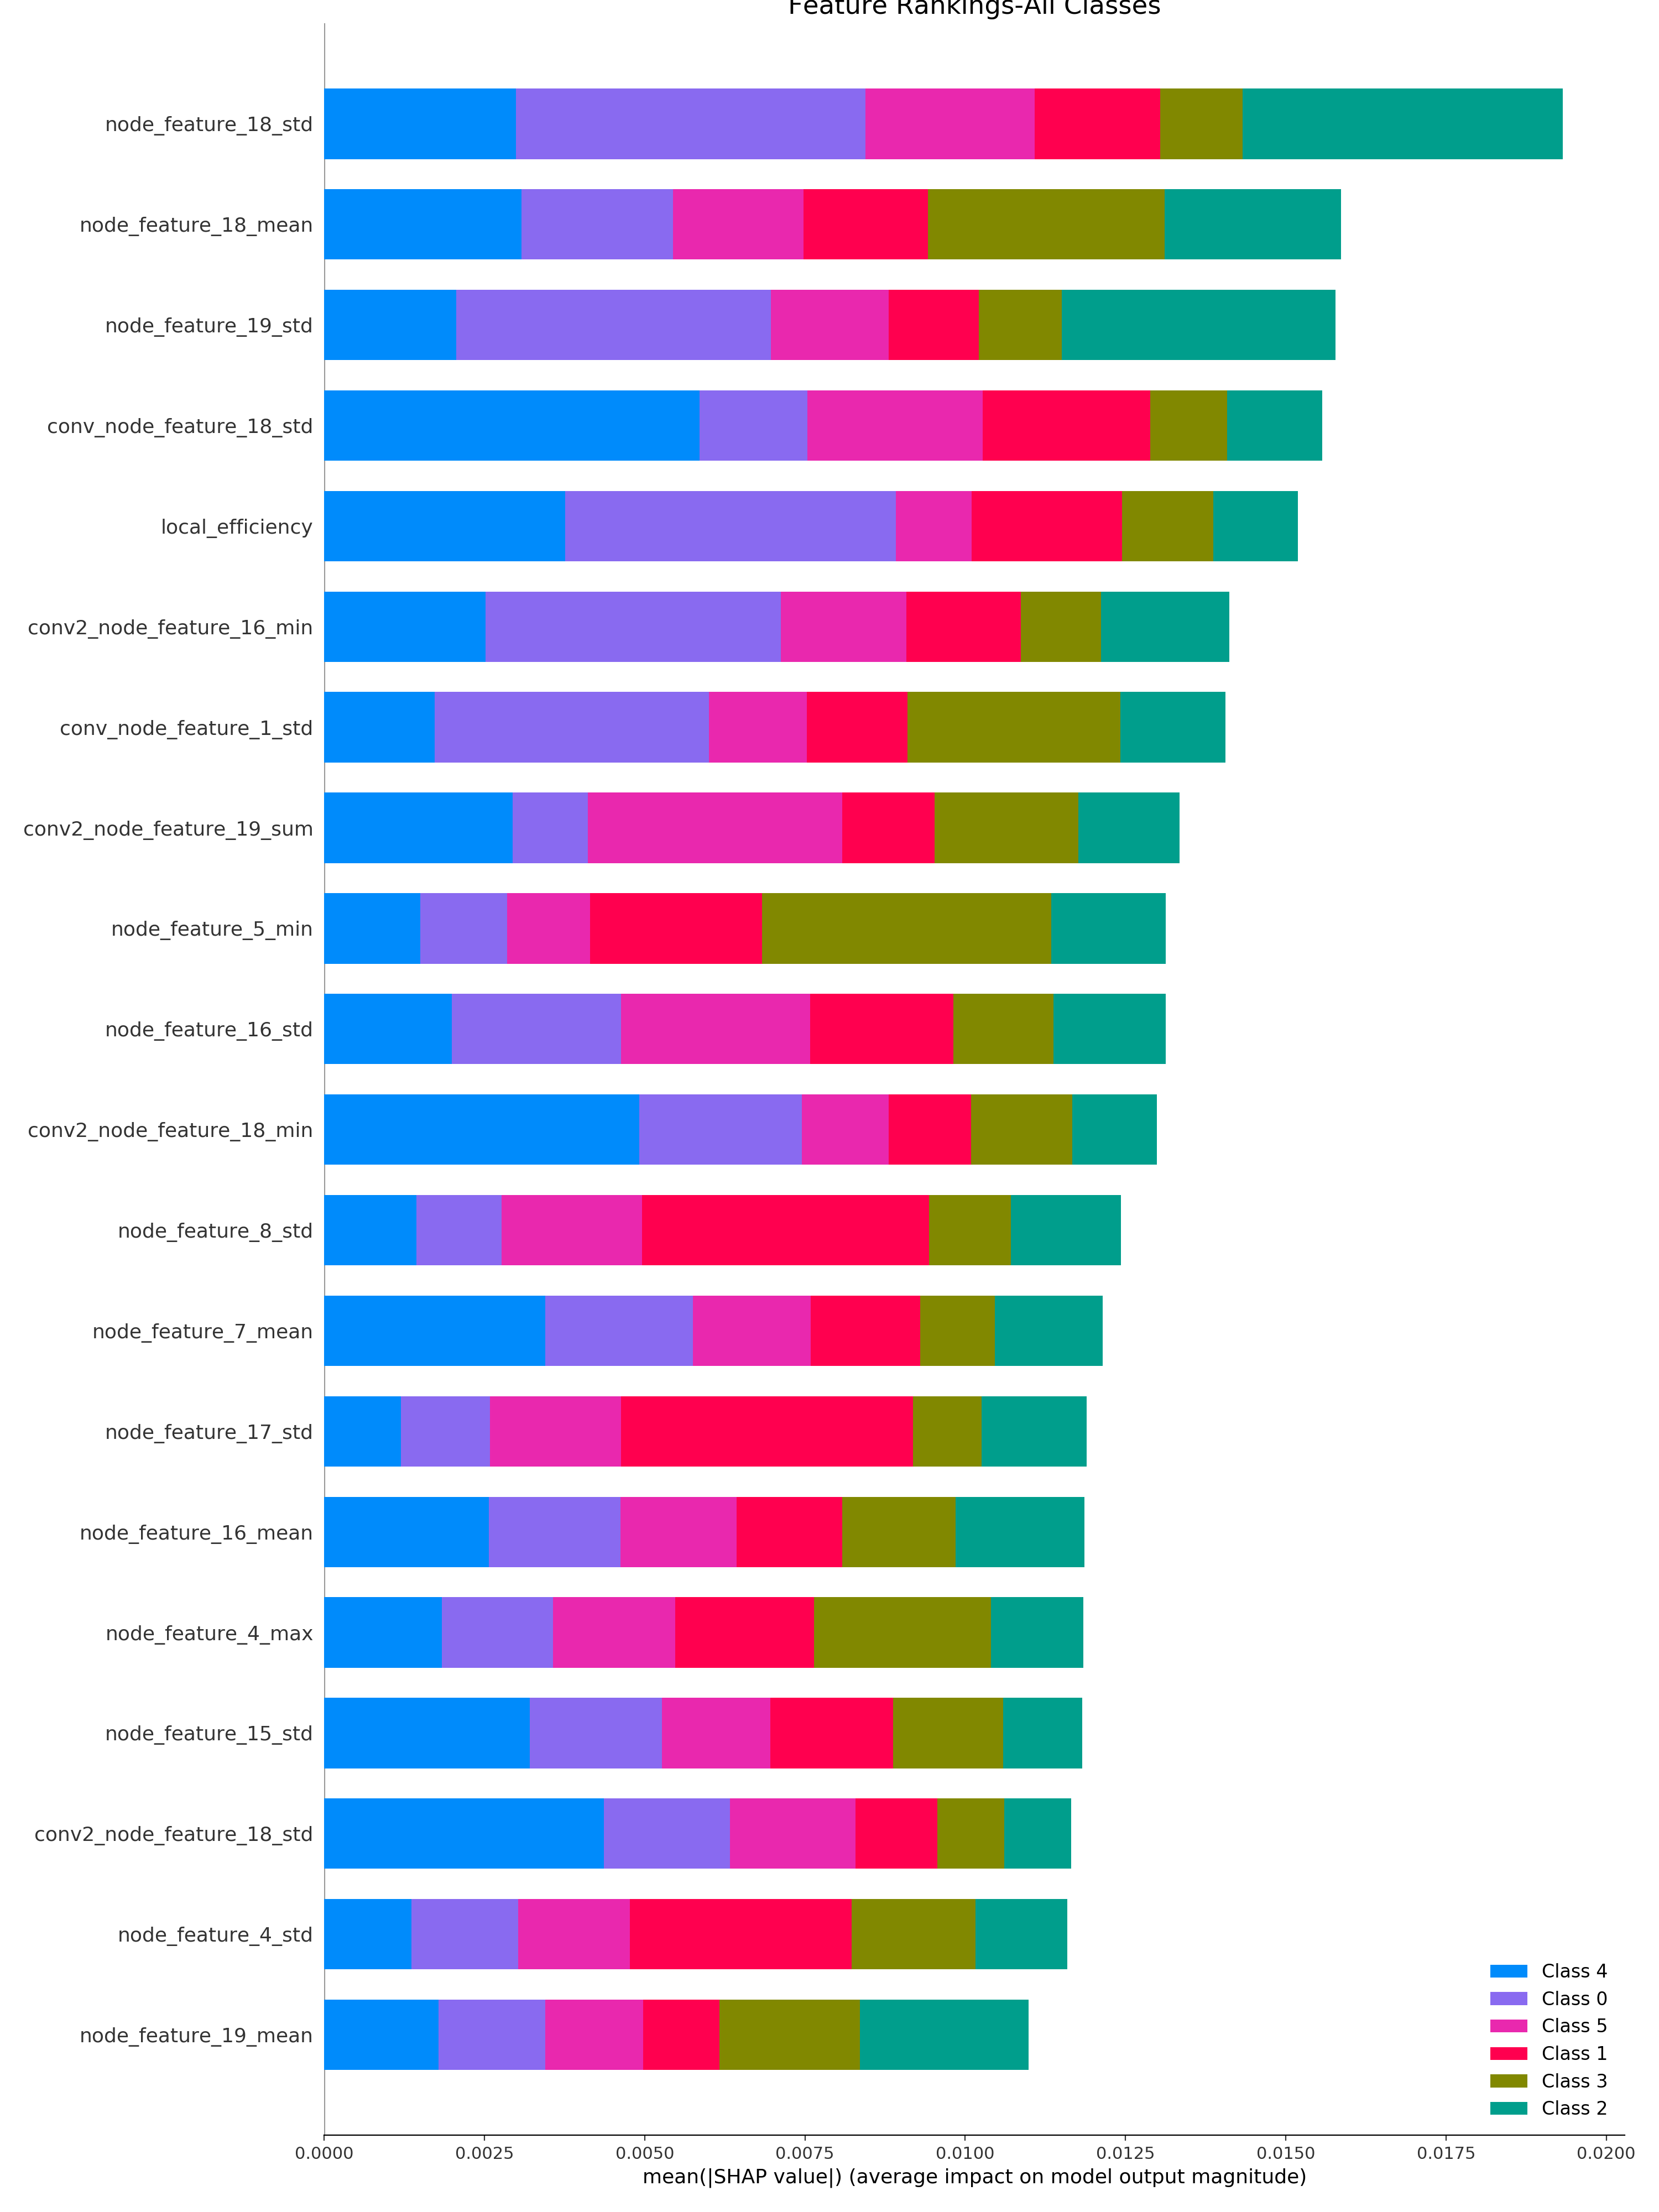 Feature Rankings-All Classes
node_feature_18_std
node_feature_18_mean
node_feature_19_std
conv_node_feature_18_std
local_efficiency
conv2_node_feature_16_min
conv_node_feature_1_std
conv2_node_feature_19_sum
node_feature_5_min
node_feature_16_std
conv2_node_feature_18_min
node_feature_8_std
node_feature_7_mean
node_feature_17_std
node_feature_16_mean
node_feature_4_max
node_feature_15_std
conv2_node_feature_18_std
node_feature_4_std
node_feature_19_mean
Class 4
Class 0
Class 5
Class 1
Class 3
Class 2
0.0000 0.0025 0.0050 0.0075 0.0100 0.0125 0.0150 0.0175 0.0200
mean(|SHAP value|) (average impact on model output magnitude)